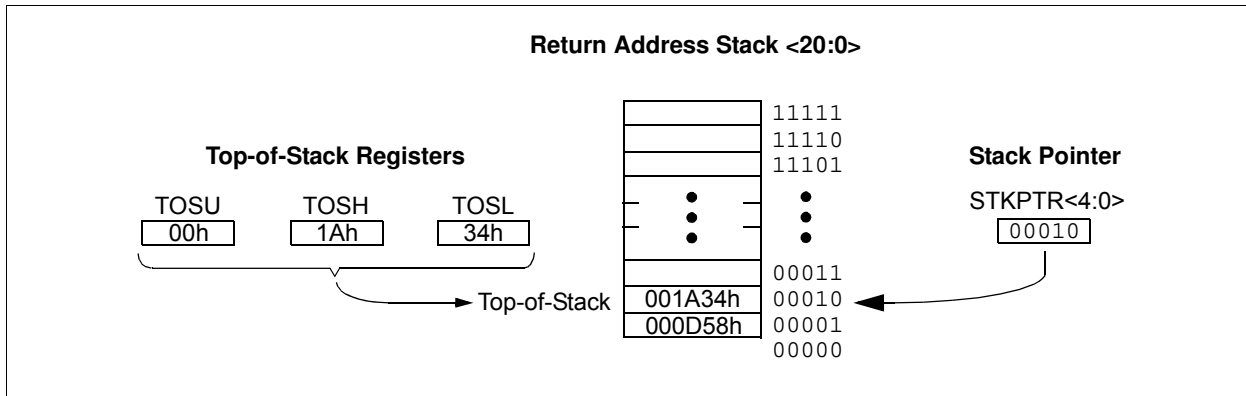 Return Address Stack <20:0>
11111
11110
11101
Top-of-Stack Registers
Stack Pointer
TOSU TOSH TOSL
00h 1Ah 34h
STKPTR<4:0>
00010
00011
Top-of-Stack 001A34h 00010
000D58h 00001
00000